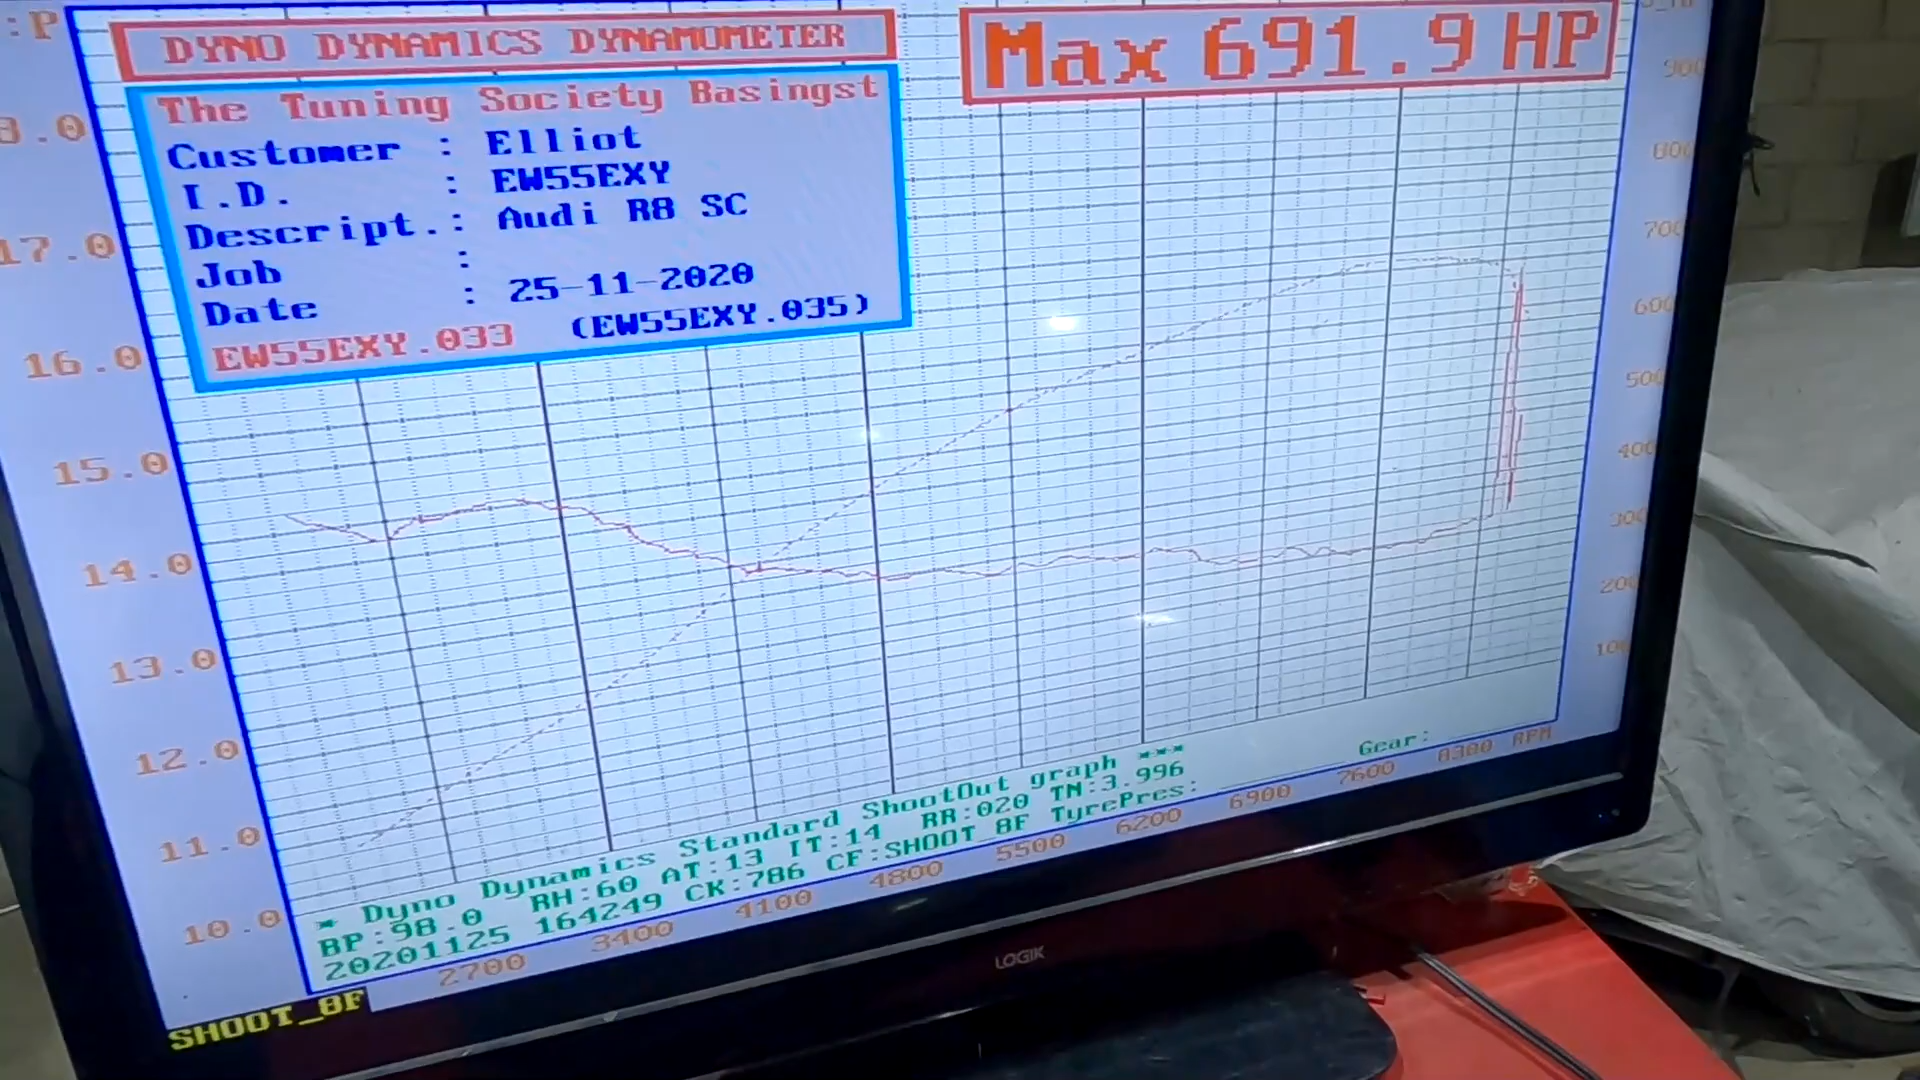 :P
DYNO DYNAMICS DYNAMOMETER
Max 691.9 HP
The Tuning Society Basingst
Customer : Elliot
I.D. : EW55EXY
Descript.: Audi R8 SC
Job :
Date : 25-11-2020
EW55EXY.033 (EW55EXY.035)
17.0
16.0
15.0
14.0
13.0
12.0
11.0
10.0
900
800
700
600
500
400
300
200
100
* Dyno Dynamics Standard ShootOut graph ***
BP:98.0 RH:60 AT:13 IT:14 RR:020 TN:3.996
20201125 164249 CK:786 CF:SHOOT_8F TyrePres:
Gear:
2700 3400 4100 4800 5500 6200 6900 7600 8300 RPM
SHOOT_8F
LOGIK